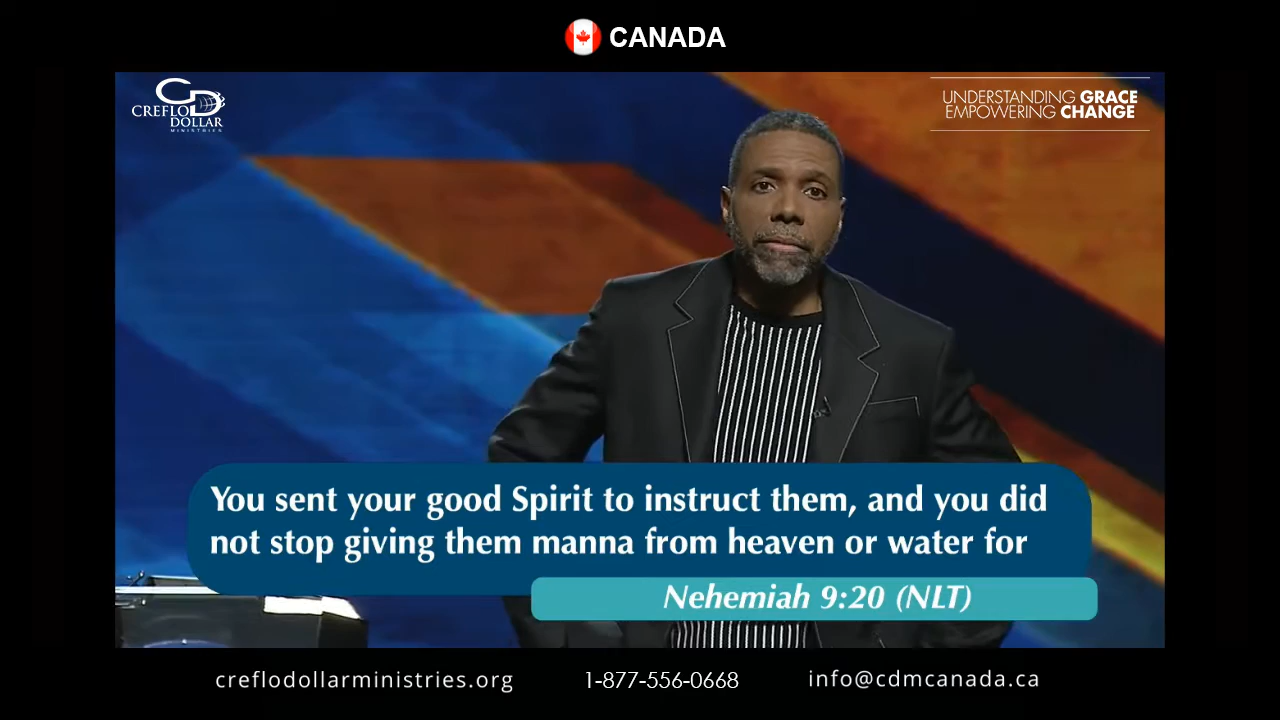 CANADA
CREFLO
DOLLAR
MINISTRIES
UNDERSTANDING GRACE
EMPOWERING CHANGE
You sent your good Spirit to instruct them, and you did
not stop giving them manna from heaven or water for
Nehemiah 9:20 (NLT)
creflodollarministries.org
1-877-556-0668
info@cdmcanada.ca